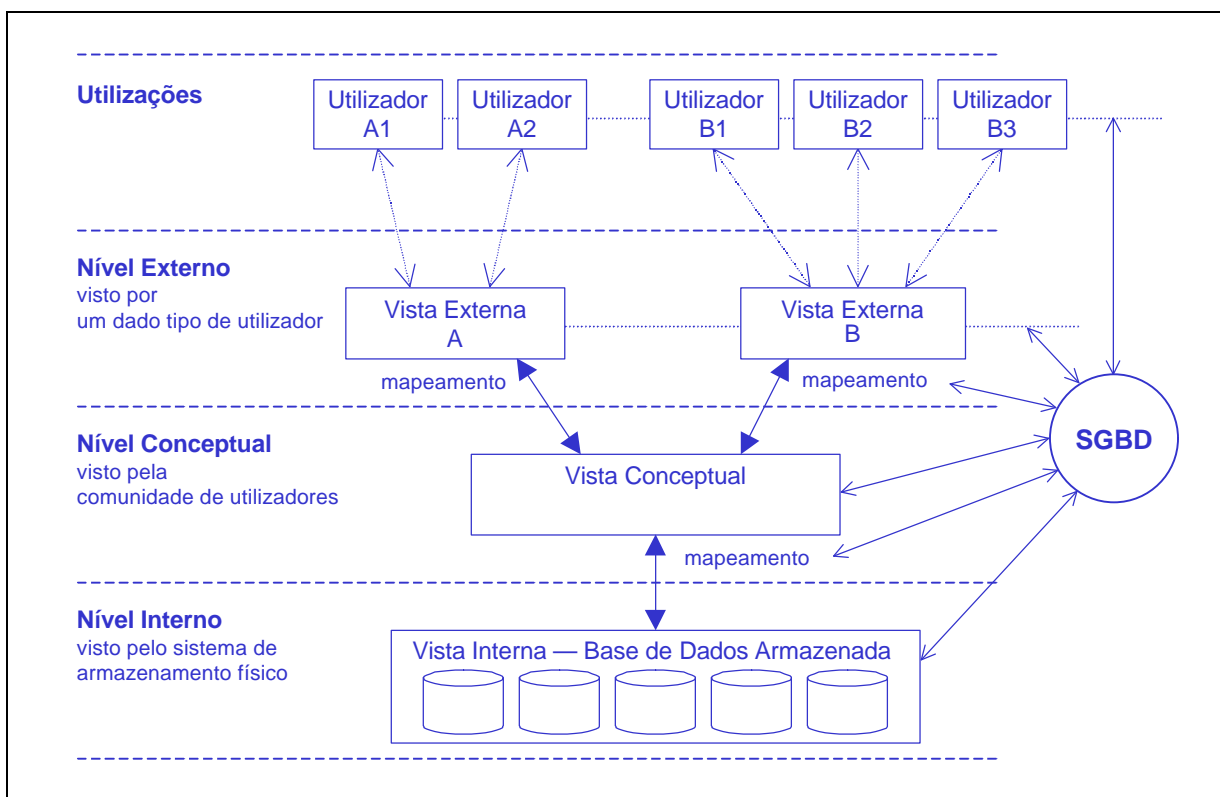 Utilizações
Utilizador
A1
Utilizador
A2
Utilizador
B1
Utilizador
B2
Utilizador
B3
Nível Externo
visto por
um dado tipo de utilizador
Vista Externa
A
Vista Externa
B
mapeamento
mapeamento
Nível Conceptual
visto pela
comunidade de utilizadores
Vista Conceptual
SGBD
mapeamento
Nível Interno
visto pelo sistema de
armazenamento físico
Vista Interna — Base de Dados Armazenada